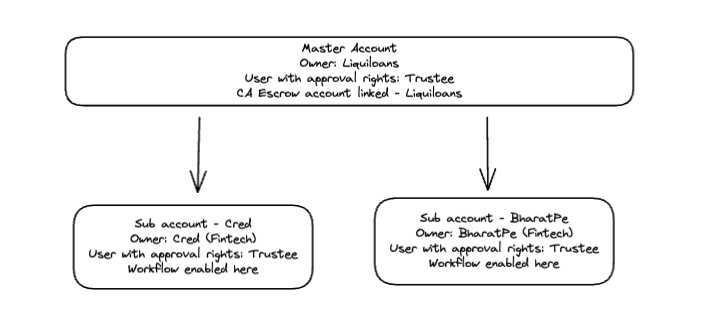 Master Account
Owner: Liquiloans
User with approval rights: Trustee
CA Escrow account linked - Liquiloans
Sub account - Cred
Owner: Cred (Fintech)
User with approval rights: Trustee
Workflow enabled here
Sub account - BharatPe
Owner: BharatPe (Fintech)
User with approval rights: Trustee
Workflow enabled here